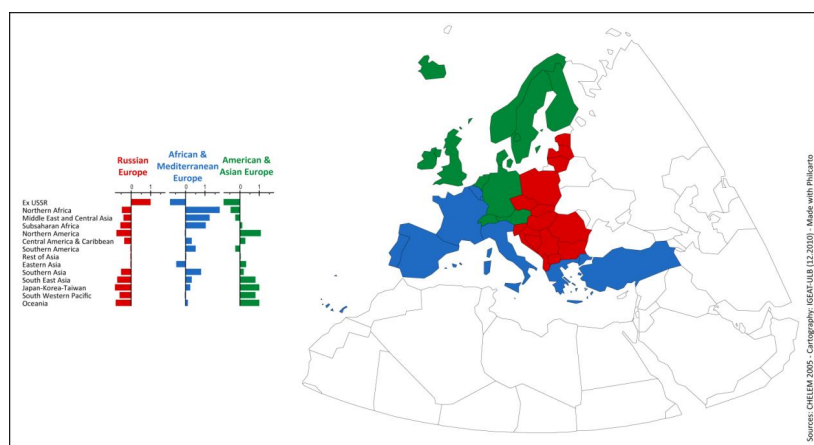 Russian
Europe
African &
Mediterranean
Europe
American &
Asian Europe
0 1
0 1
0 1
Ex USSR
Northern Africa
Middle East and Central Asia
Subsaharan Africa
Northern America
Central America & Caribbean
Southern America
Rest of Asia
Eastern Asia
Southern Asia
South East Asia
Japan-Korea-Taiwan
South Western Pacific
Oceania
Sources: CHELEM 2005 - Cartography: IGEAT-ULB (12.2010) - Made with Philcarto